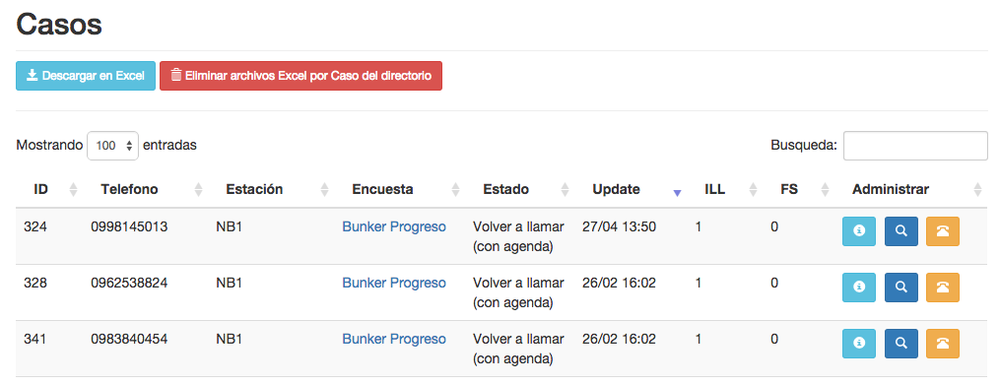 Casos
Descargar en Excel Eliminar archivos Excel por Caso del directorio
Mostrando 100 entradas Busqueda:
ID Telefono Estación Encuesta Estado Update ILL FS Administrar
324 0998145013 NB1 Bunker Progreso Volver a llamar 27/04 13:50 1 0
(con agenda)
328 0962538824 NB1 Bunker Progreso Volver a llamar 26/02 16:02 1 0
(con agenda)
341 0983840454 NB1 Bunker Progreso Volver a llamar 26/02 16:02 1 0
(con agenda)